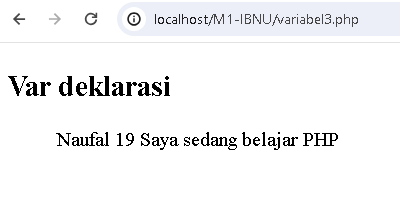 localhost/M1-IBNU/variabel3.php
Var deklarasi
Naufal 19 Saya sedang belajar PHP